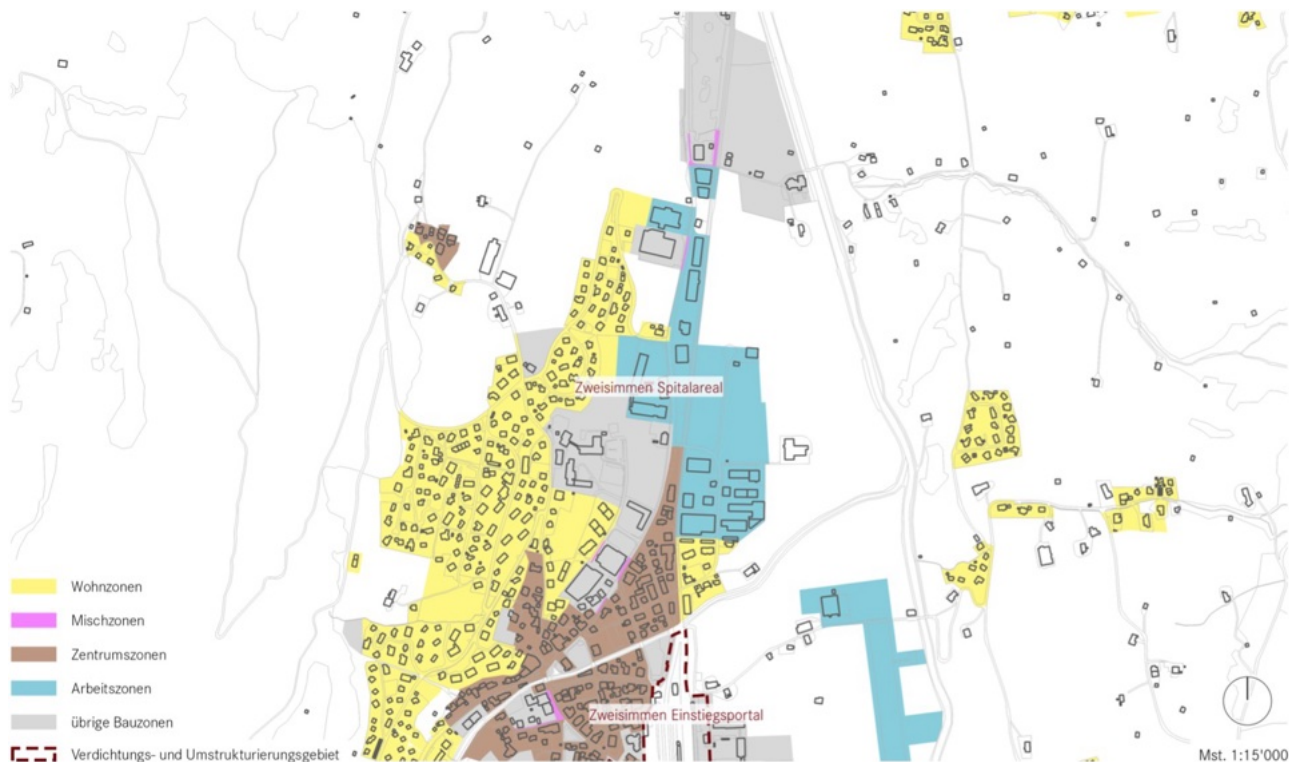 Zweisimmen Spitalareal
Wohnzonen
Mischzonen
Zentrumszonen
Arbeitszonen
übrige Bauzonen
Zweisimmen Einstiegsportal
Verdichtungs- und Umstrukturierungsgebiet
Mst. 1:15'000